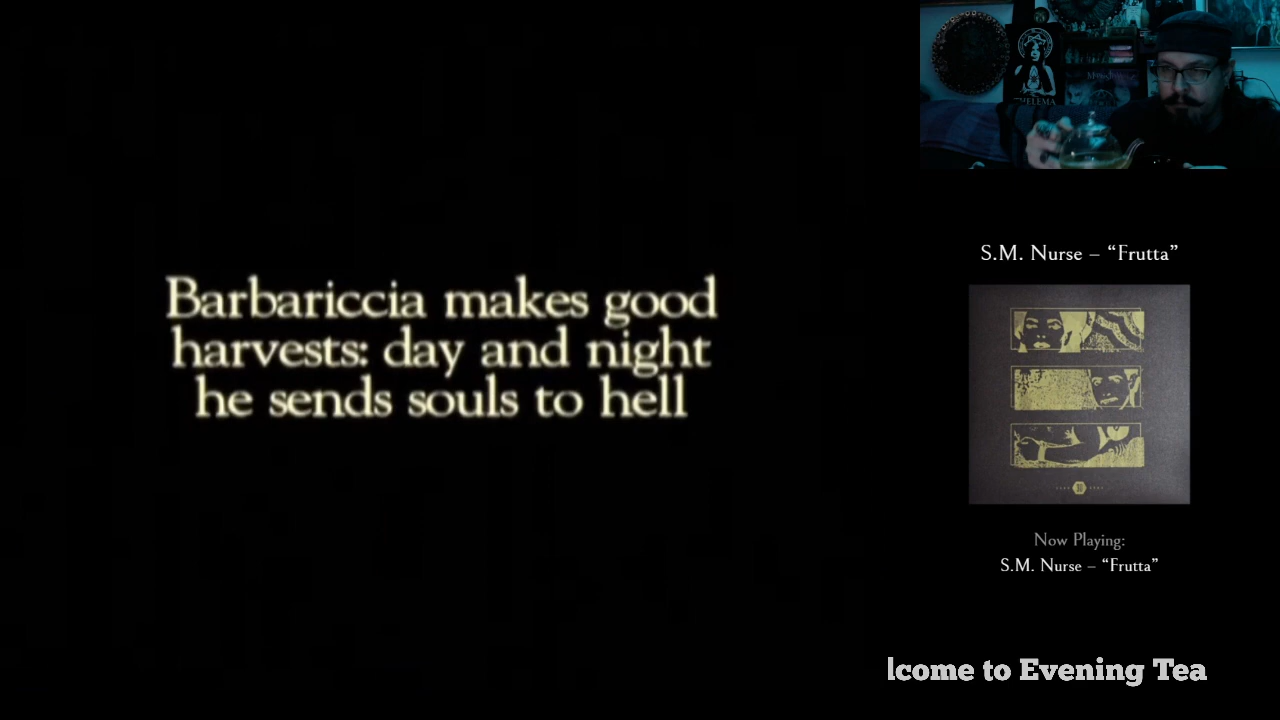 THELEMA
S.M. Nurse – “Frutta”
Barbariccia makes good
harvests: day and night
he sends souls to hell
Now Playing:
S.M. Nurse – “Frutta”
lcome to Evening Tea